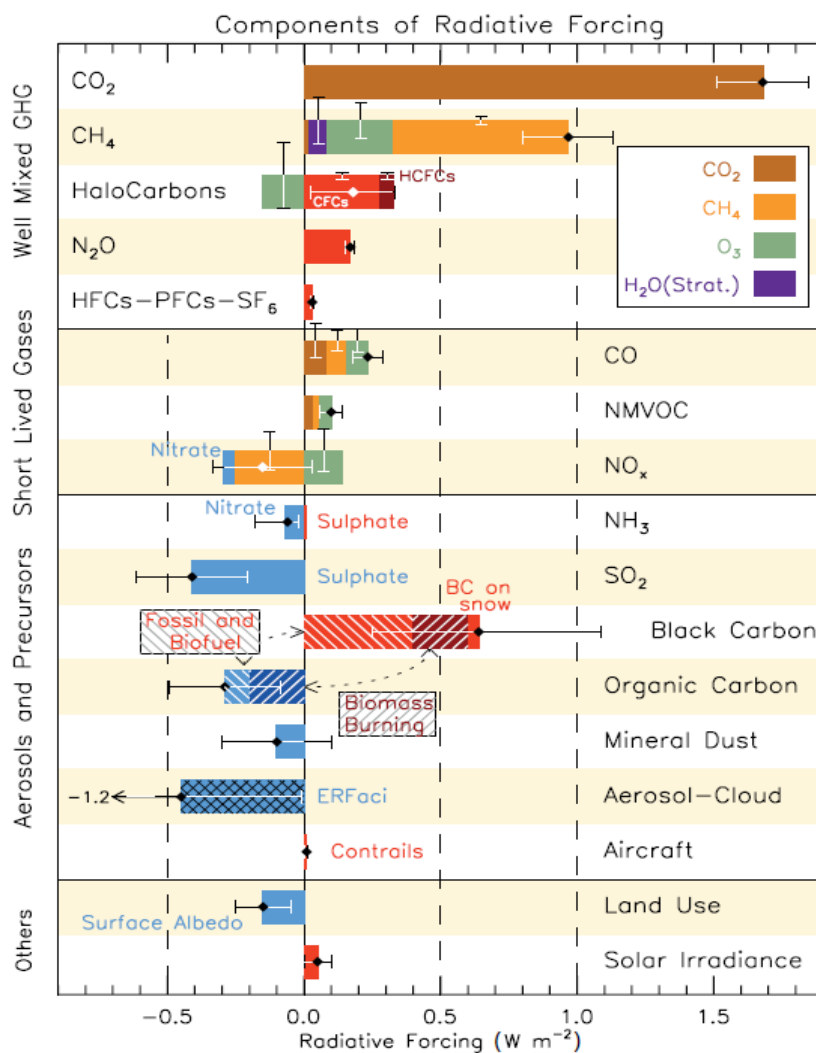 Components of Radiative Forcing
Well Mixed GHG
CO₂
CH₄
HaloCarbons
CFCs
HCFCs
N₂O
HFCs-PFCs-SF₆
CO₂
CH₄
O₃
H₂O(Strat.)
Short Lived Gases
CO
NMVOC
Nitrate
NOₓ
Aerosols and Precursors
Nitrate
Sulphate
NH₃
Sulphate
SO₂
BC on
snow
Fossil and
Biofuel
Black Carbon
Organic Carbon
Biomass
Burning
Mineral Dust
-1.2
ERFaci
Aerosol-Cloud
Contrails
Aircraft
Others
Surface Albedo
Land Use
Solar Irradiance
-0.5 0.0 0.5 1.0 1.5
Radiative Forcing (W m⁻²)